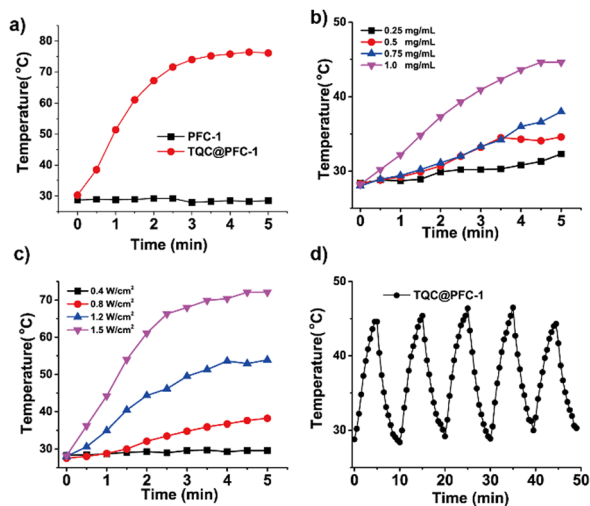 a)
Temperature(°C)
90
80
70
60
50
40
30
20
PFC-1
TQC@PFC-1
0 1 2 3 4 5
Time (min)
b)
Temperature(°C)
50
40
30
0.25 mg/mL
0.5 mg/mL
0.75 mg/mL
1.0 mg/mL
0 1 2 3 4 5
Time (min)
c)
Temperature(°C)
80
70
60
50
40
30
20
0.4 W/cm²
0.8 W/cm²
1.2 W/cm²
1.5 W/cm²
0 1 2 3 4 5
Time (min)
d)
Temperature(°C)
50
40
30
TQC@PFC-1
0 10 20 30 40 50
Time (min)